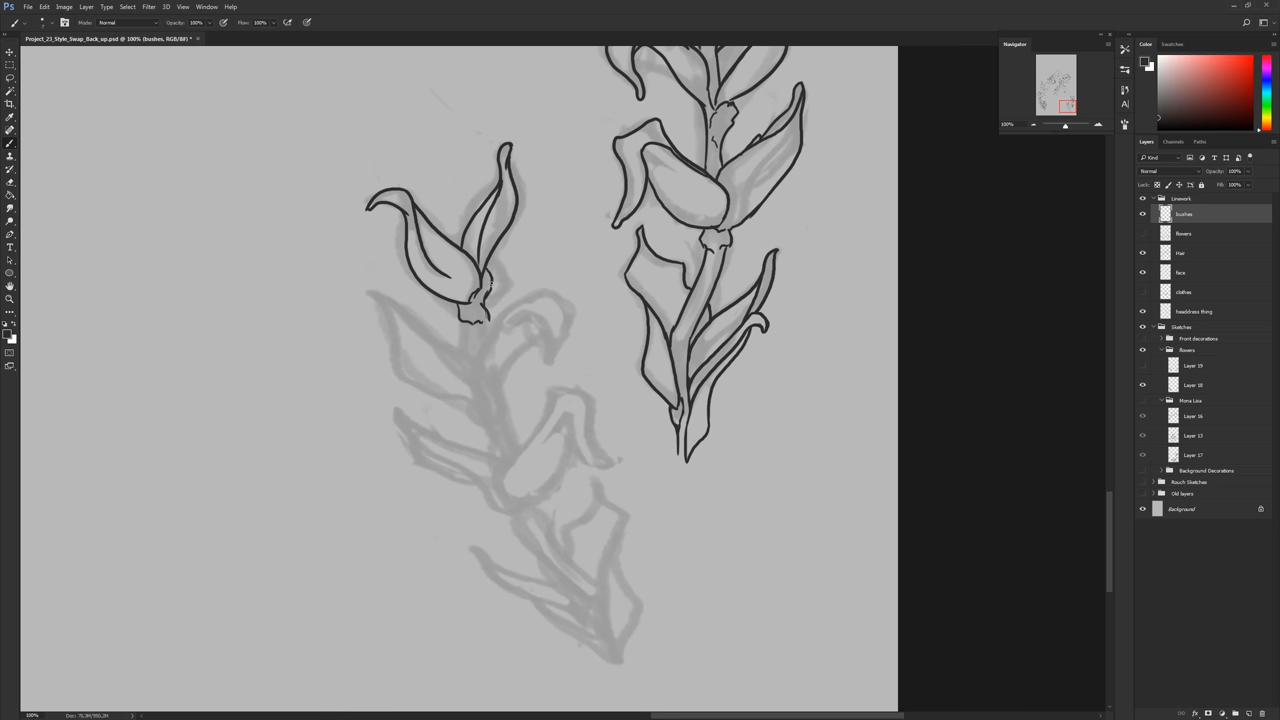 Ps File Edit Image Layer Type Select Filter 3D View Window Help
Mode: Normal Opacity: 100% Flow: 100%
Project_23_Style_Swap_Back_up.psd @ 100% (bushes, RGB/8#) * ×
Navigator
100%
Color Swatches
Layers Channels Paths
Kind
Normal Opacity: 100%
Lock: Fill: 100%
Linework
bushes
flowers
Hair
face
clothes
headdress thing
Sketches
Front decorations
flowers
Layer 19
Layer 18
Mona Lisa
Layer 16
Layer 13
Layer 17
Background Decorations
Rough Sketches
Old layers
Background
100%